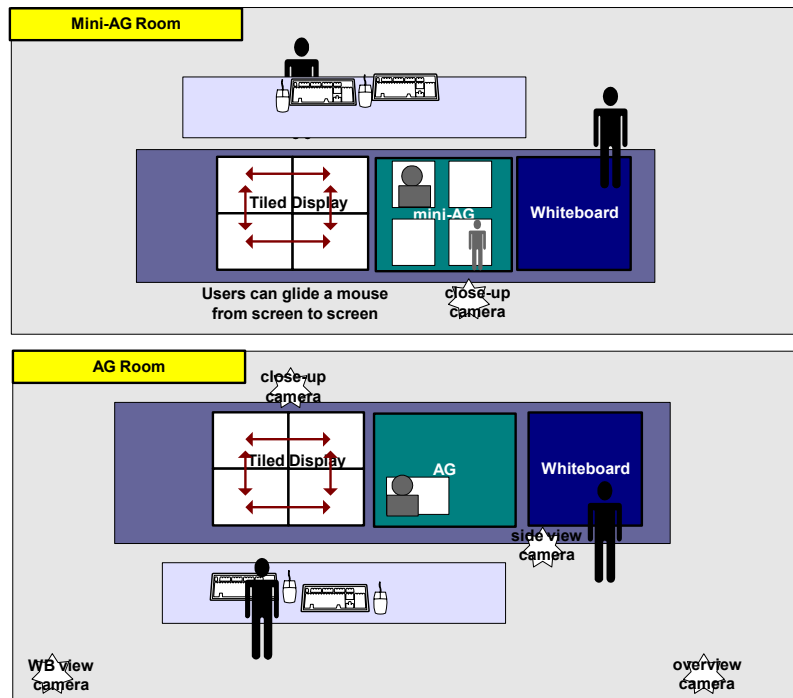 Mini-AG Room
Tiled Display
mini-AG
Whiteboard
Users can glide a mouse
from screen to screen
close-up
camera
AG Room
close-up
camera
Tiled Display
AG
Whiteboard
side view
camera
WB view
camera
overview
camera